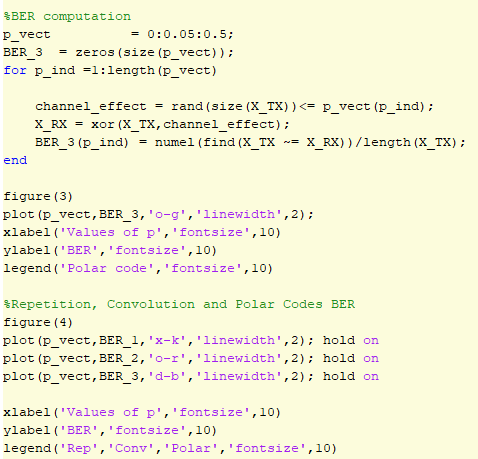 %BER computation
p_vect          = 0:0.05:0.5;
BER_3  = zeros(size(p_vect));
for p_ind =1:length(p_vect)
    channel_effect = rand(size(X_TX))<= p_vect(p_ind);
    X_RX = xor(X_TX,channel_effect);
    BER_3(p_ind) = numel(find(X_TX ~= X_RX))/length(X_TX);
end
figure(3)
plot(p_vect,BER_3,'o-g','linewidth',2);
xlabel('Values of p','fontsize',10)
ylabel('BER','fontsize',10)
legend('Polar code','fontsize',10)
%Repetition, Convolution and Polar Codes BER
figure(4)
plot(p_vect,BER_1,'x-k','linewidth',2); hold on
plot(p_vect,BER_2,'o-r','linewidth',2); hold on
plot(p_vect,BER_3,'d-b','linewidth',2); hold on
xlabel('Values of p','fontsize',10)
ylabel('BER','fontsize',10)
legend('Rep','Conv','Polar','fontsize',10)